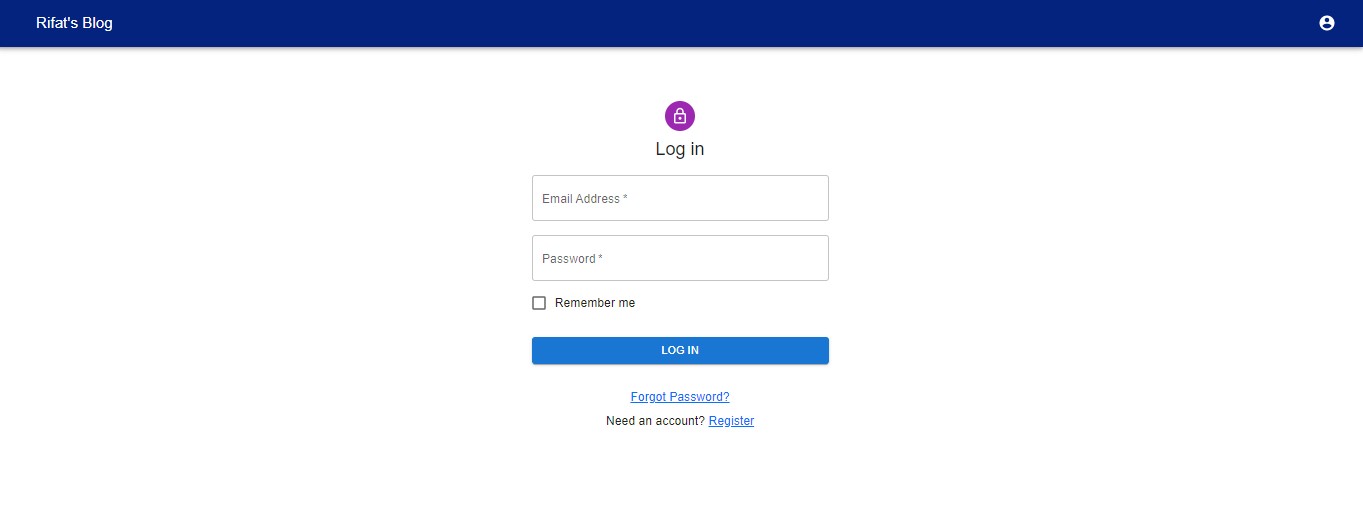 Rifat's Blog
Log in
Email Address *
Password *
Remember me
LOG IN
Forgot Password?
Need an account? Register